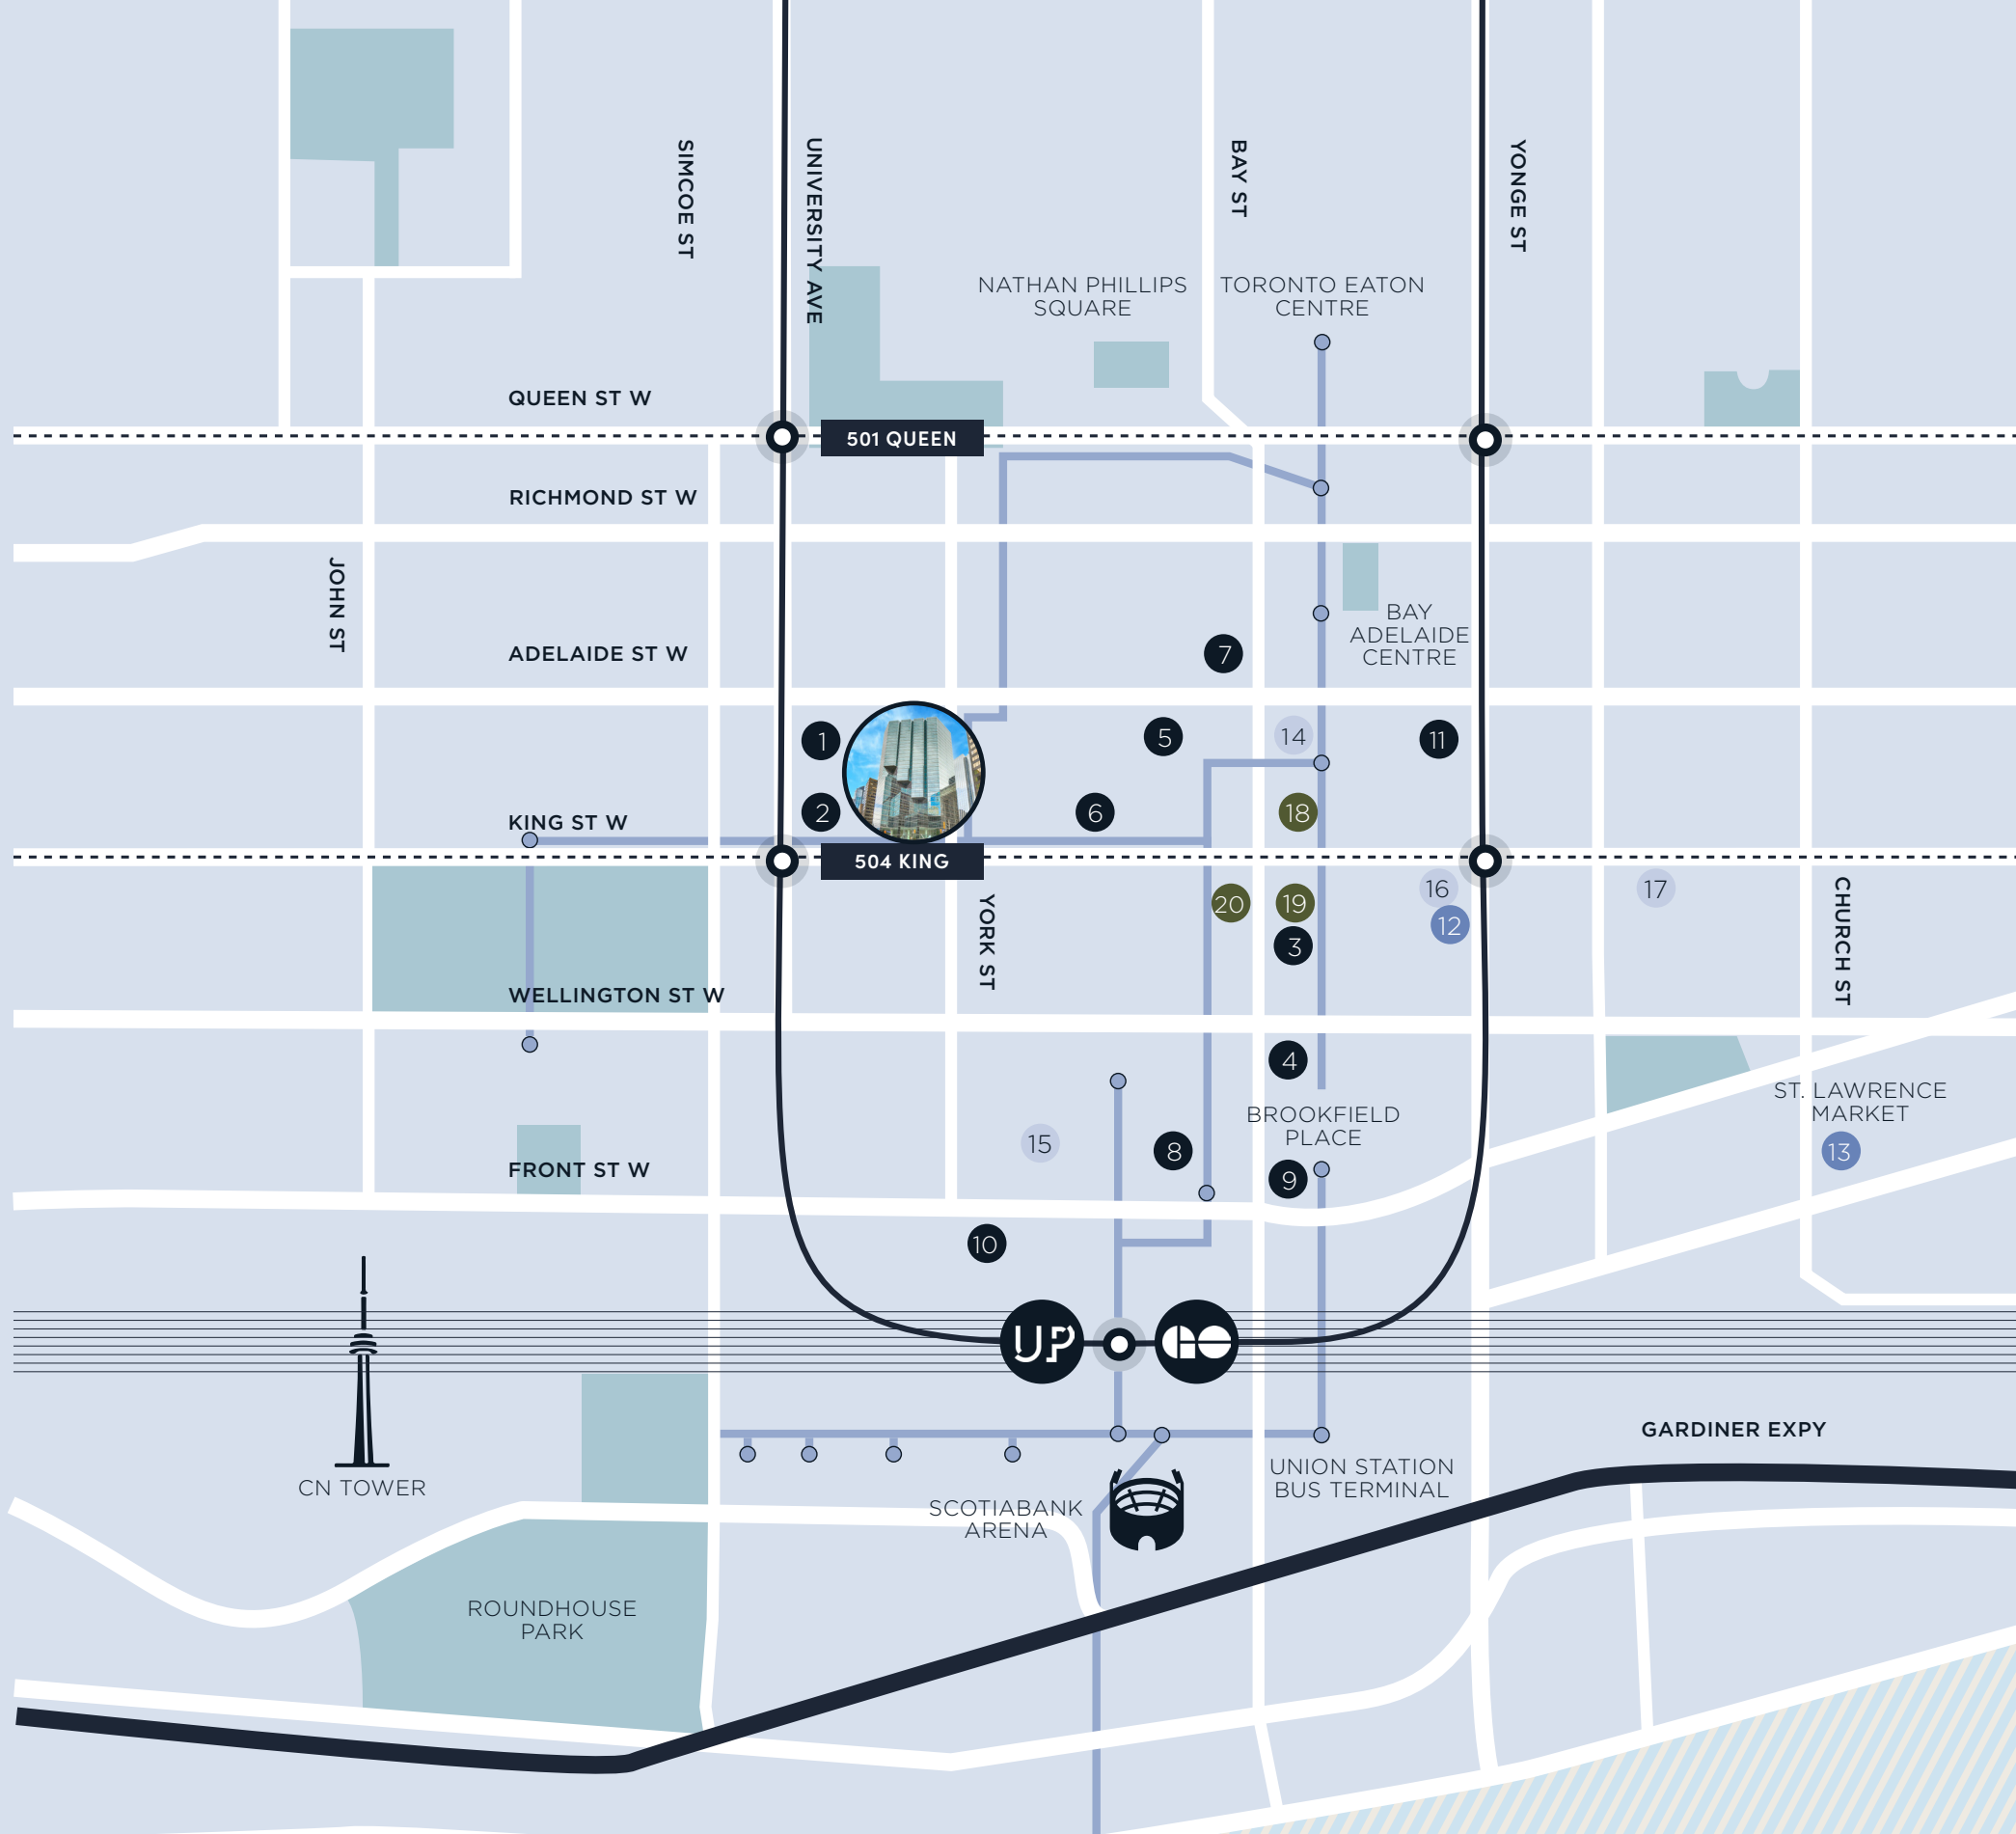 SIMCOE ST
UNIVERSITY AVE
BAY ST
YONGE ST
NATHAN PHILLIPS
SQUARE
TORONTO EATON
CENTRE
QUEEN ST W
501 QUEEN
RICHMOND ST W
JOHN ST
BAY
ADELAIDE
CENTRE
ADELAIDE ST W
7
1
5
14
11
2
6
18
KING ST W
504 KING
16
17
20
19
12
3
YORK ST
CHURCH ST
WELLINGTON ST W
4
ST. LAWRENCE
MARKET
BROOKFIELD
PLACE
15
8
13
FRONT ST W
9
10
UP
GO
GARDINER EXPY
CN TOWER
UNION STATION
BUS TERMINAL
SCOTIABANK
ARENA
ROUNDHOUSE
PARK